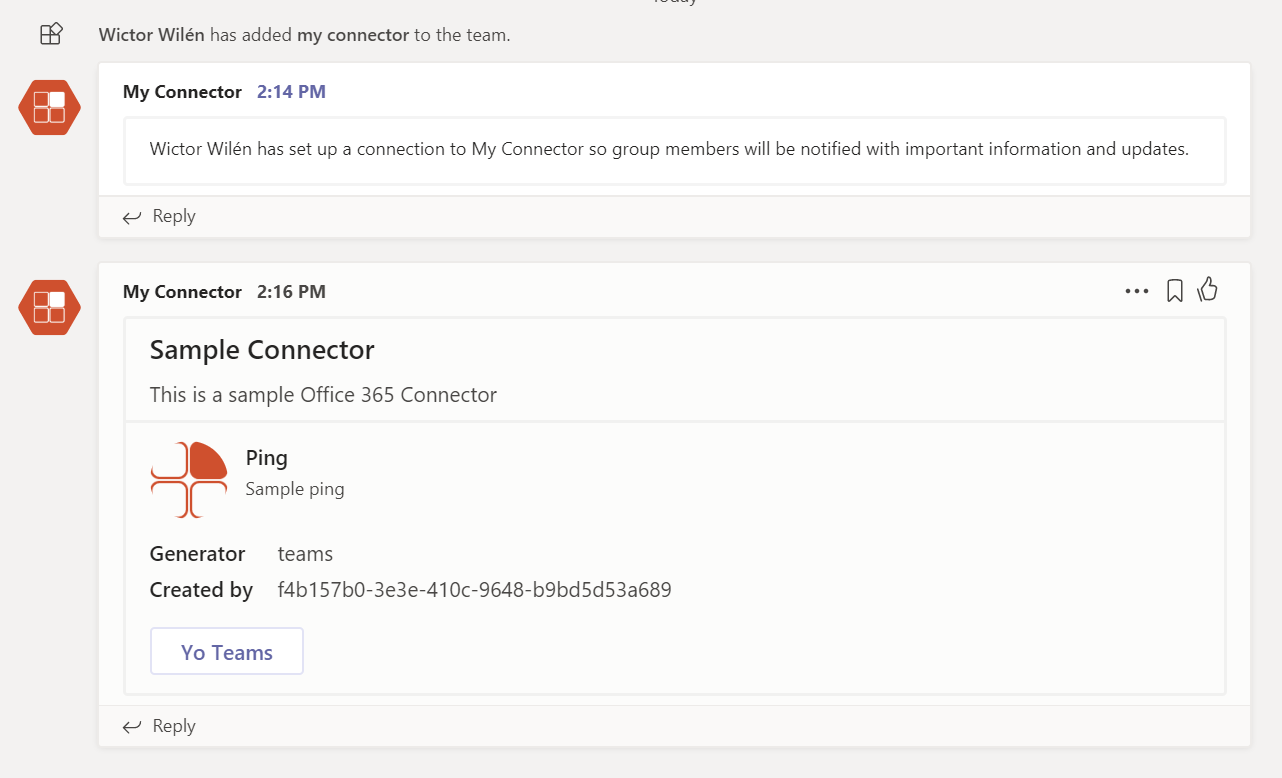 Wictor Wilén has added my connector to the team.
My Connector 2:14 PM
Wictor Wilén has set up a connection to My Connector so group members will be notified with important information and updates.
Reply
My Connector 2:16 PM
Sample Connector
This is a sample Office 365 Connector
Ping
Sample ping
Generator teams
Created by f4b157b0-3e3e-410c-9648-b9bd5d53a689
Yo Teams
Reply